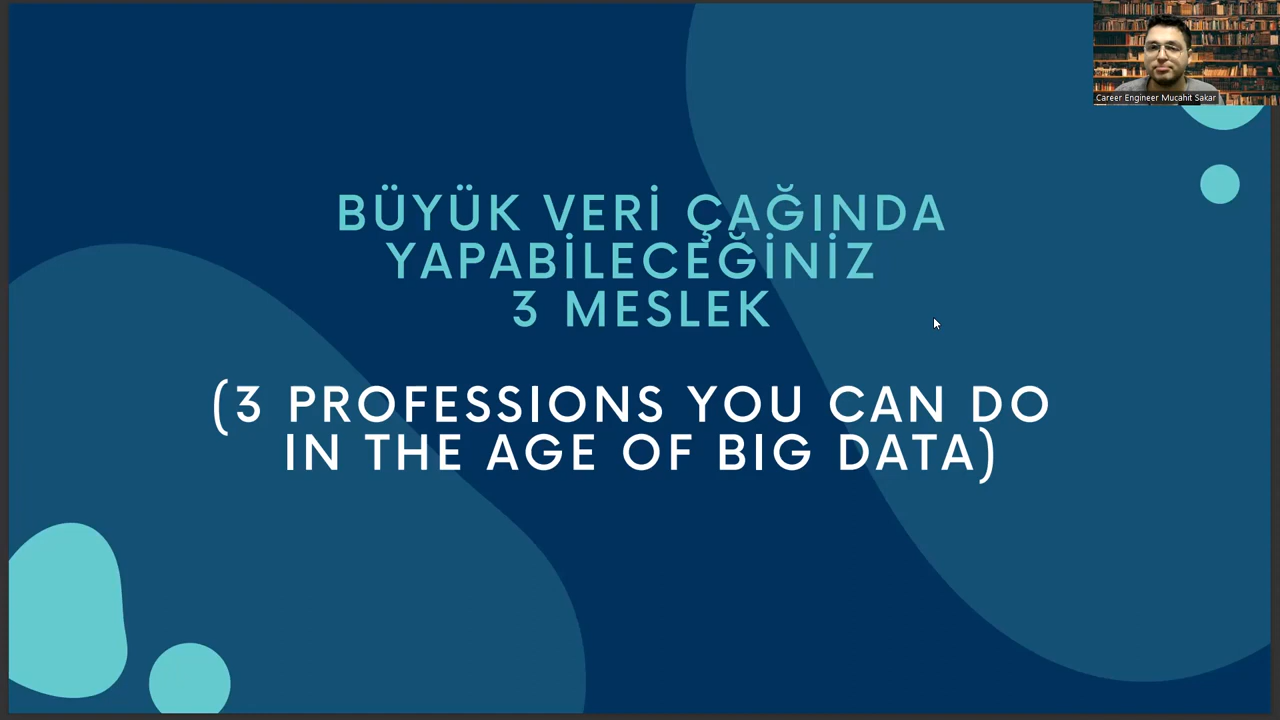 Career Engineer Mucahit Sakar
BÜYÜK VERİ ÇAĞINDA
YAPABİLECEĞİNİZ
3 MESLEK
(3 PROFESSIONS YOU CAN DO
IN THE AGE OF BIG DATA)